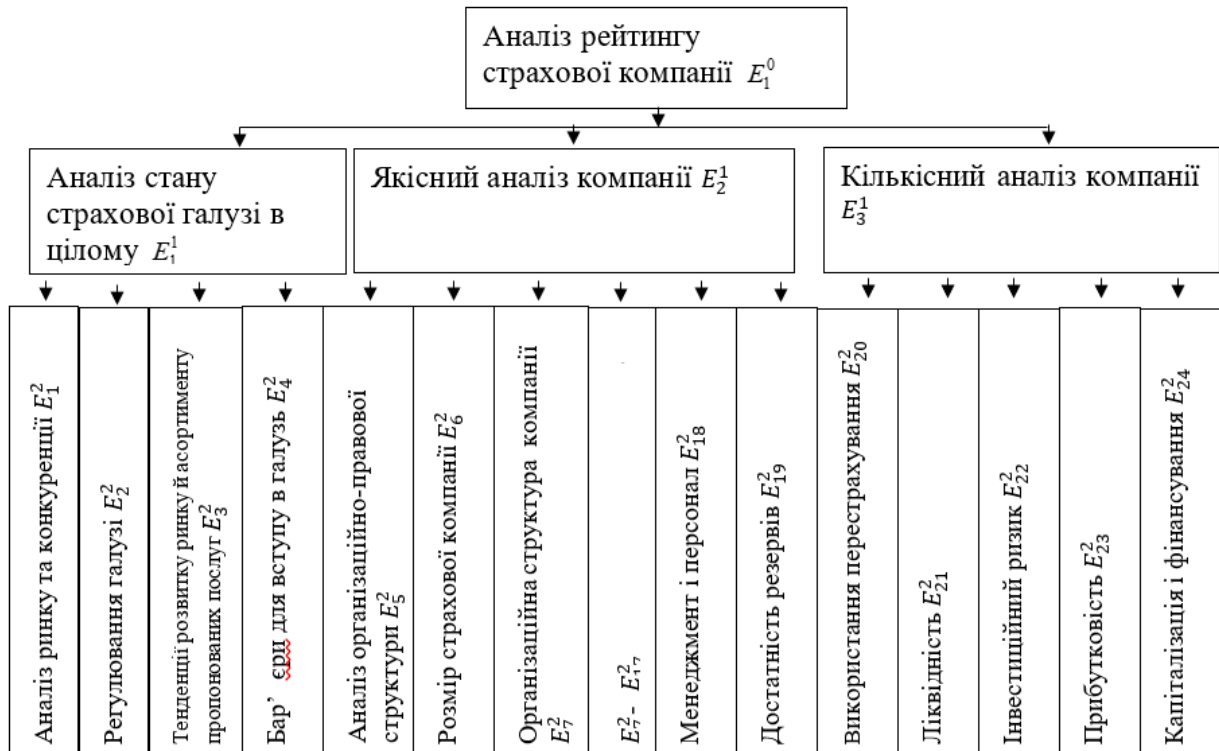 Аналіз рейтингу
страхової компанії E₁⁰
Аналіз стану
страхової галузі в
цілому E₁¹
Якісний аналіз компанії E₂¹
Кількісний аналіз компанії
E₃¹
Аналіз ринку та конкуренції E₁²
Регулювання галузі E₂²
Тенденції розвитку ринку й асортименту
пропонованих послуг E₃²
Бар’ єри для вступу в галузь E₄²
Аналіз організаційно-правової
структури E₅²
Розмір страхової компанії E₆²
Організаційна структура компанії
E₇²
E₇² - E₁₇²
Менеджмент і персонал E₁₈²
Достатність резервів E₁₉²
Використання перестрахування E₂₀²
Ліквідність E₂₁²
Інвестиційний ризик E₂₂²
Прибутковість E₂₃²
Капіталізація і фінансування E₂₄²